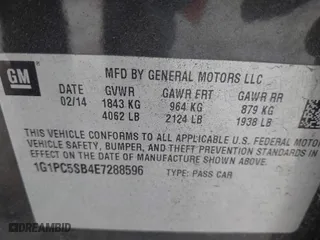 GM
MFD BY GENERAL MOTORS LLC
DATE GVWR GAWR FRT GAWR RR
02/14 1843 KG 964 KG 879 KG
4062 LB 2124 LB 1938 LB
THIS VEHICLE CONFORMS TO ALL APPLICABLE U.S. FEDERAL MOTOR
VEHICLE SAFETY, BUMPER, AND THEFT PREVENTION STANDARDS
IN EFFECT ON THE DATE OF MANUFACTURE SHOWN ABOVE.
1G1PC5SB4E7288596 TYPE: PASS CAR